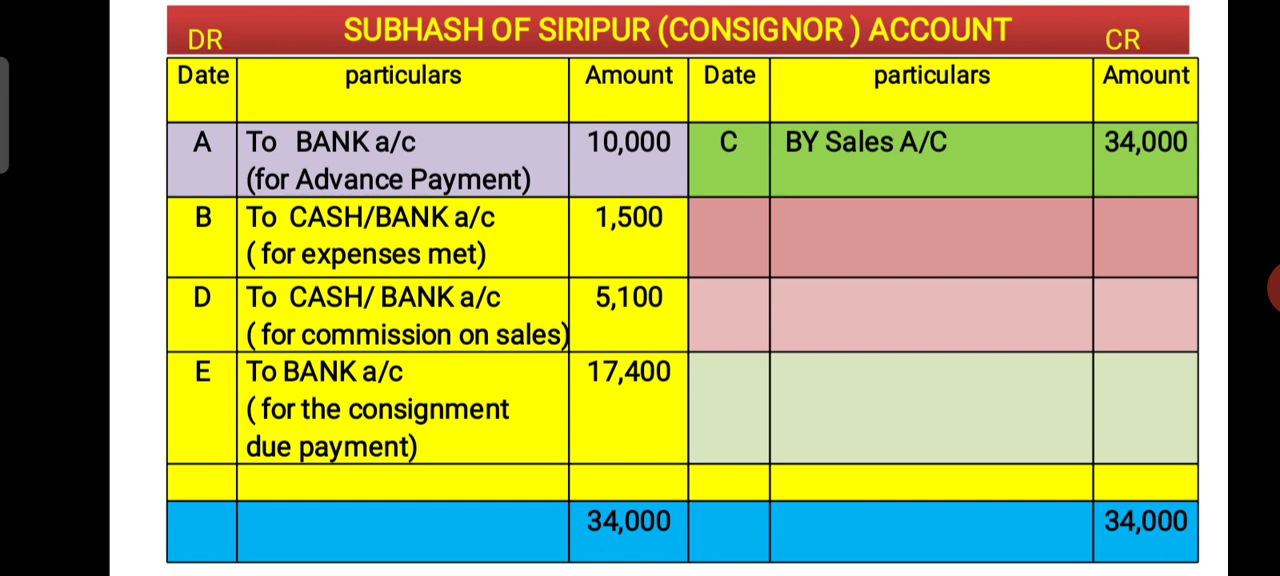 SUBHASH OF SIRIPUR (CONSIGNOR ) ACCOUNT
DR CR
Date particulars Amount Date particulars Amount
A To BANK a/c 10,000 C BY Sales A/C 34,000
(for Advance Payment)
B To CASH/BANK a/c 1,500
( for expenses met)
D To CASH/ BANK a/c 5,100
( for commission on sales)
E To BANK a/c 17,400
( for the consignment
due payment)
34,000 34,000